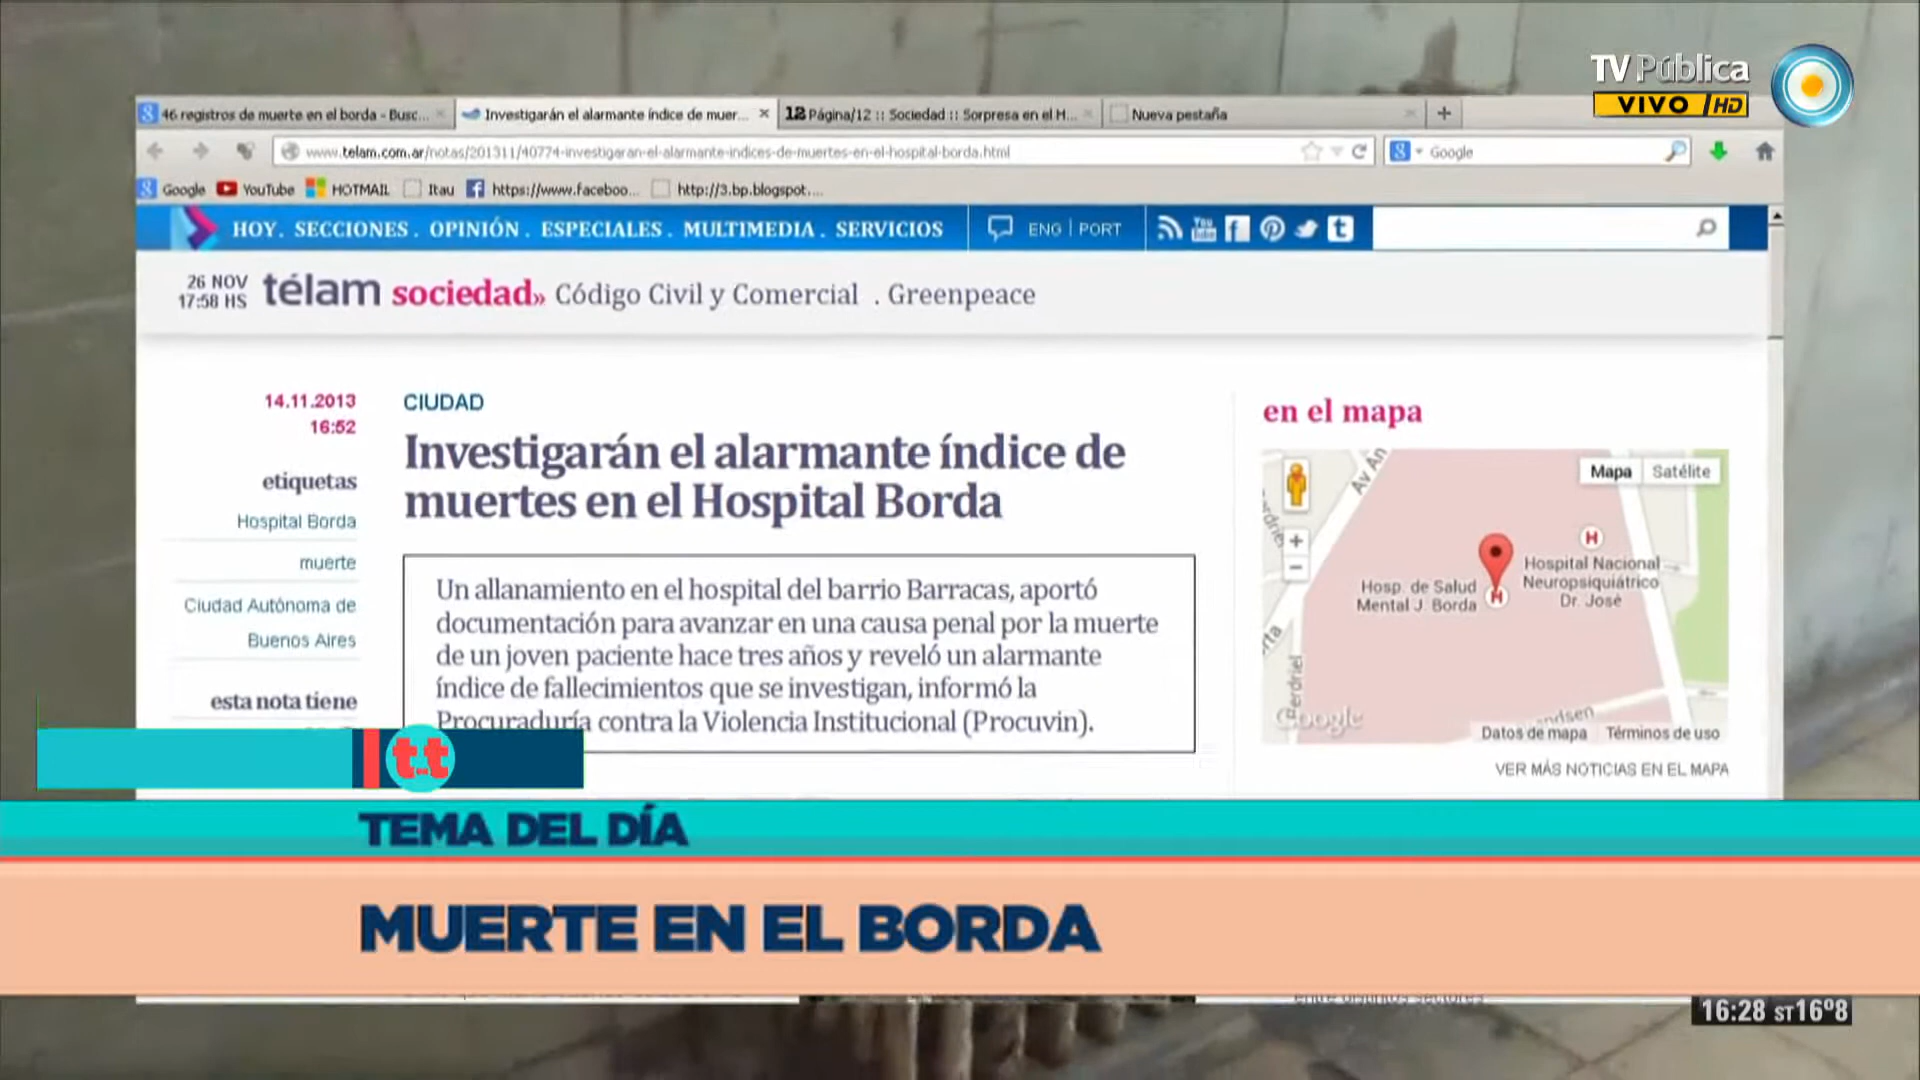 TV Pública
VIVO HD
46 registros de muerte en el borda - Busc...
Investigarán el alarmante índice de muer...
12 Página/12 :: Sociedad :: Sorpresa en el H...
Nueva pestaña
www.telam.com.ar/notas/201311/40774-investigaran-el-alarmante-indices-de-muertes-en-el-hospital-borda.html
Google
Google YouTube HOTMAIL Itau https://www.faceboo... http://3.bp.blogspot....
HOY. SECCIONES. OPINIÓN. ESPECIALES. MULTIMEDIA. SERVICIOS
ENG | PORT
26 NOV
17:58 HS
télam sociedad» Código Civil y Comercial . Greenpeace
14.11.2013
16:52
etiquetas
Hospital Borda
muerte
Ciudad Autónoma de
Buenos Aires
esta nota tiene
CIUDAD
Investigarán el alarmante índice de
muertes en el Hospital Borda
Un allanamiento en el hospital del barrio Barracas, aportó
documentación para avanzar en una causa penal por la muerte
de un joven paciente hace tres años y reveló un alarmante
índice de fallecimientos que se investigan, informó la
Procuraduría contra la Violencia Institucional (Procuvin).
en el mapa
Mapa Satélite
Av An
Hospital Nacional
Neuropsiquiátrico
Dr. José
Hosp. de Salud
Mental J. Borda
Google
Datos de mapa Términos de uso
VER MÁS NOTICIAS EN EL MAPA
t.t
TEMA DEL DÍA
MUERTE EN EL BORDA
16:28 ST16º8